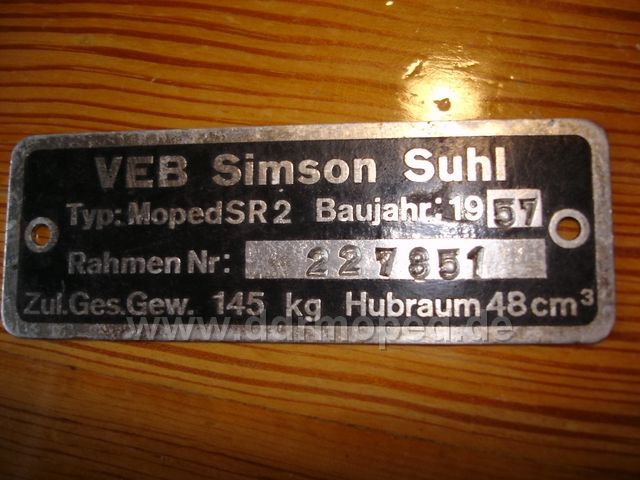 VEB Simson Suhl
Typ: Moped SR 2 Baujahr: 1957
Rahmen Nr: 227851
Zul.Ges.Gew. 145 kg Hubraum 48 cm³
www.ddrmoped.de